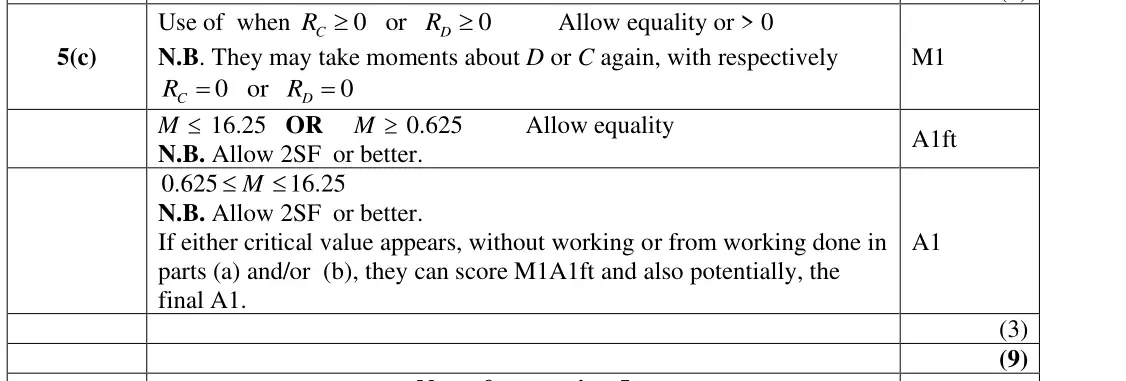 Use of  when  R_C ≥ 0  or  R_D ≥ 0  Allow equality or > 0
5(c)
N.B. They may take moments about D or C again, with respectively
M1
R_C = 0  or  R_D = 0
M ≤ 16.25  OR  M ≥ 0.625  Allow equality
A1ft
N.B. Allow 2SF  or better.
0.625 ≤ M ≤ 16.25
N.B. Allow 2SF  or better.
If either critical value appears, without working or from working done in
A1
parts (a) and/or  (b), they can score M1A1ft and also potentially, the
final A1.
(3)
(9)